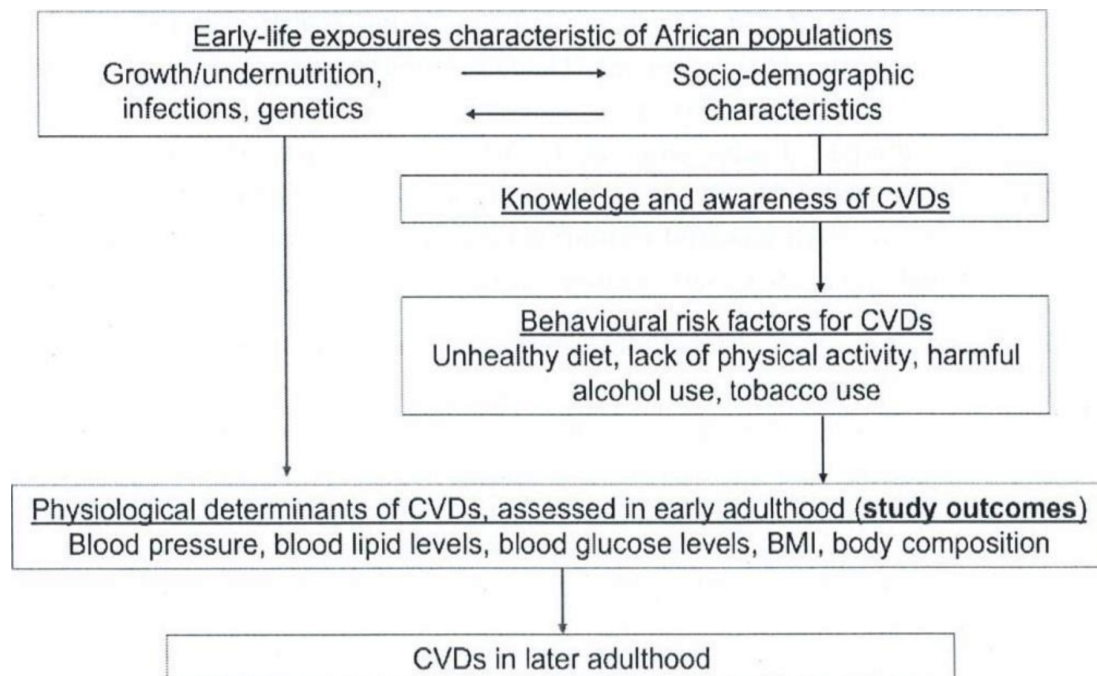 Early-life exposures characteristic of African populations
Growth/undernutrition,
infections, genetics
Socio-demographic
characteristics
Knowledge and awareness of CVDs
Behavioural risk factors for CVDs
Unhealthy diet, lack of physical activity, harmful
alcohol use, tobacco use
Physiological determinants of CVDs, assessed in early adulthood (study outcomes)
Blood pressure, blood lipid levels, blood glucose levels, BMI, body composition
CVDs in later adulthood